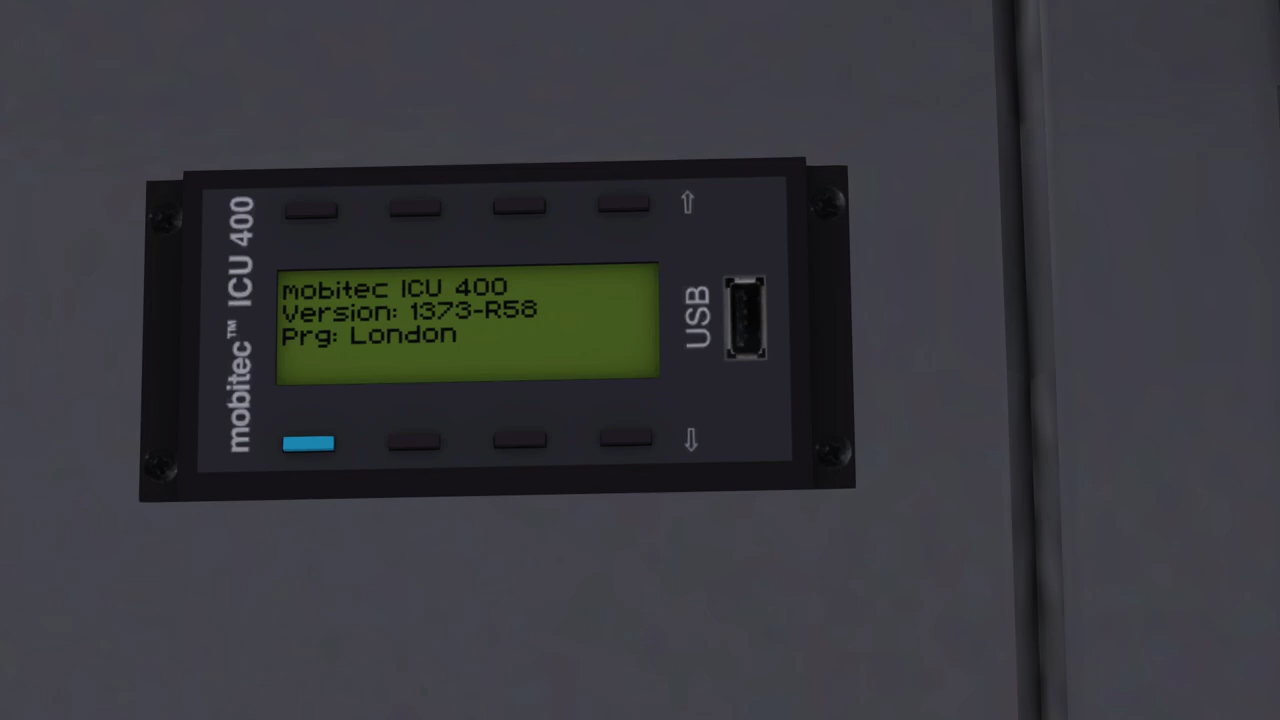 mobitec™ ICU 400
mobitec ICU 400
Version: 1373-R58
Prg: London
USB